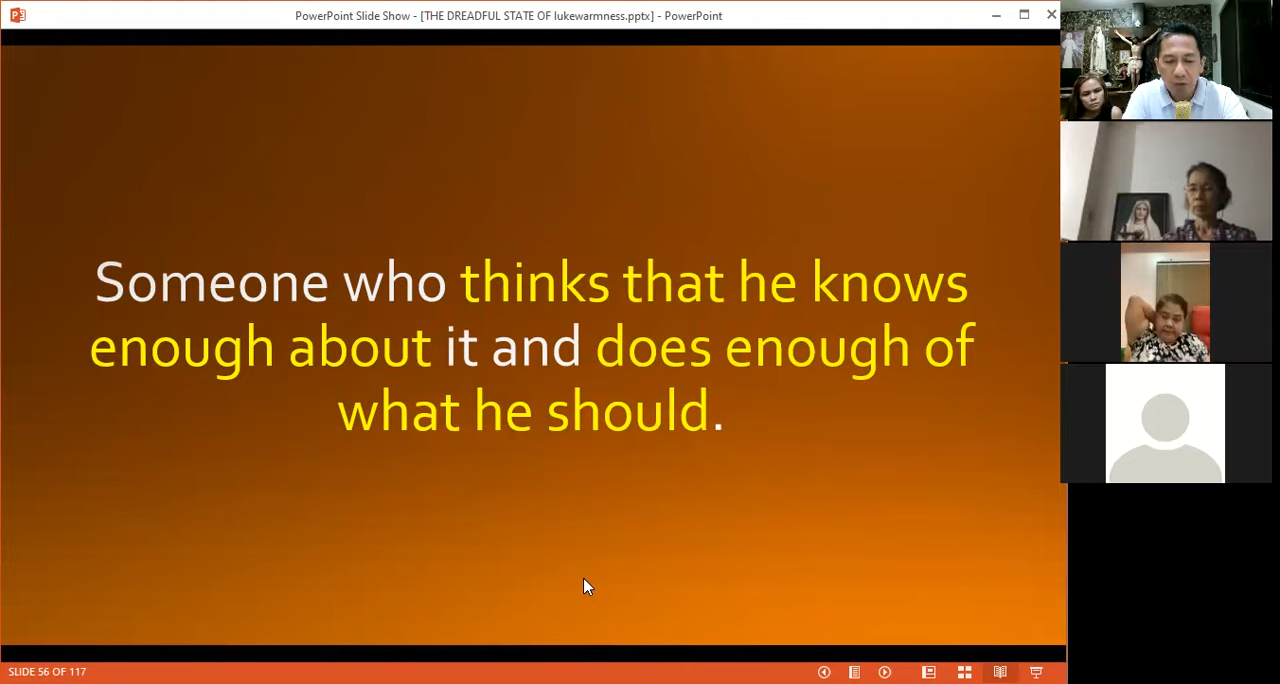 PowerPoint Slide Show - [THE DREADFUL STATE OF lukewarmness.pptx] - PowerPoint
Someone who thinks that he knows
enough about it and does enough of
what he should.
SLIDE 56 OF 117